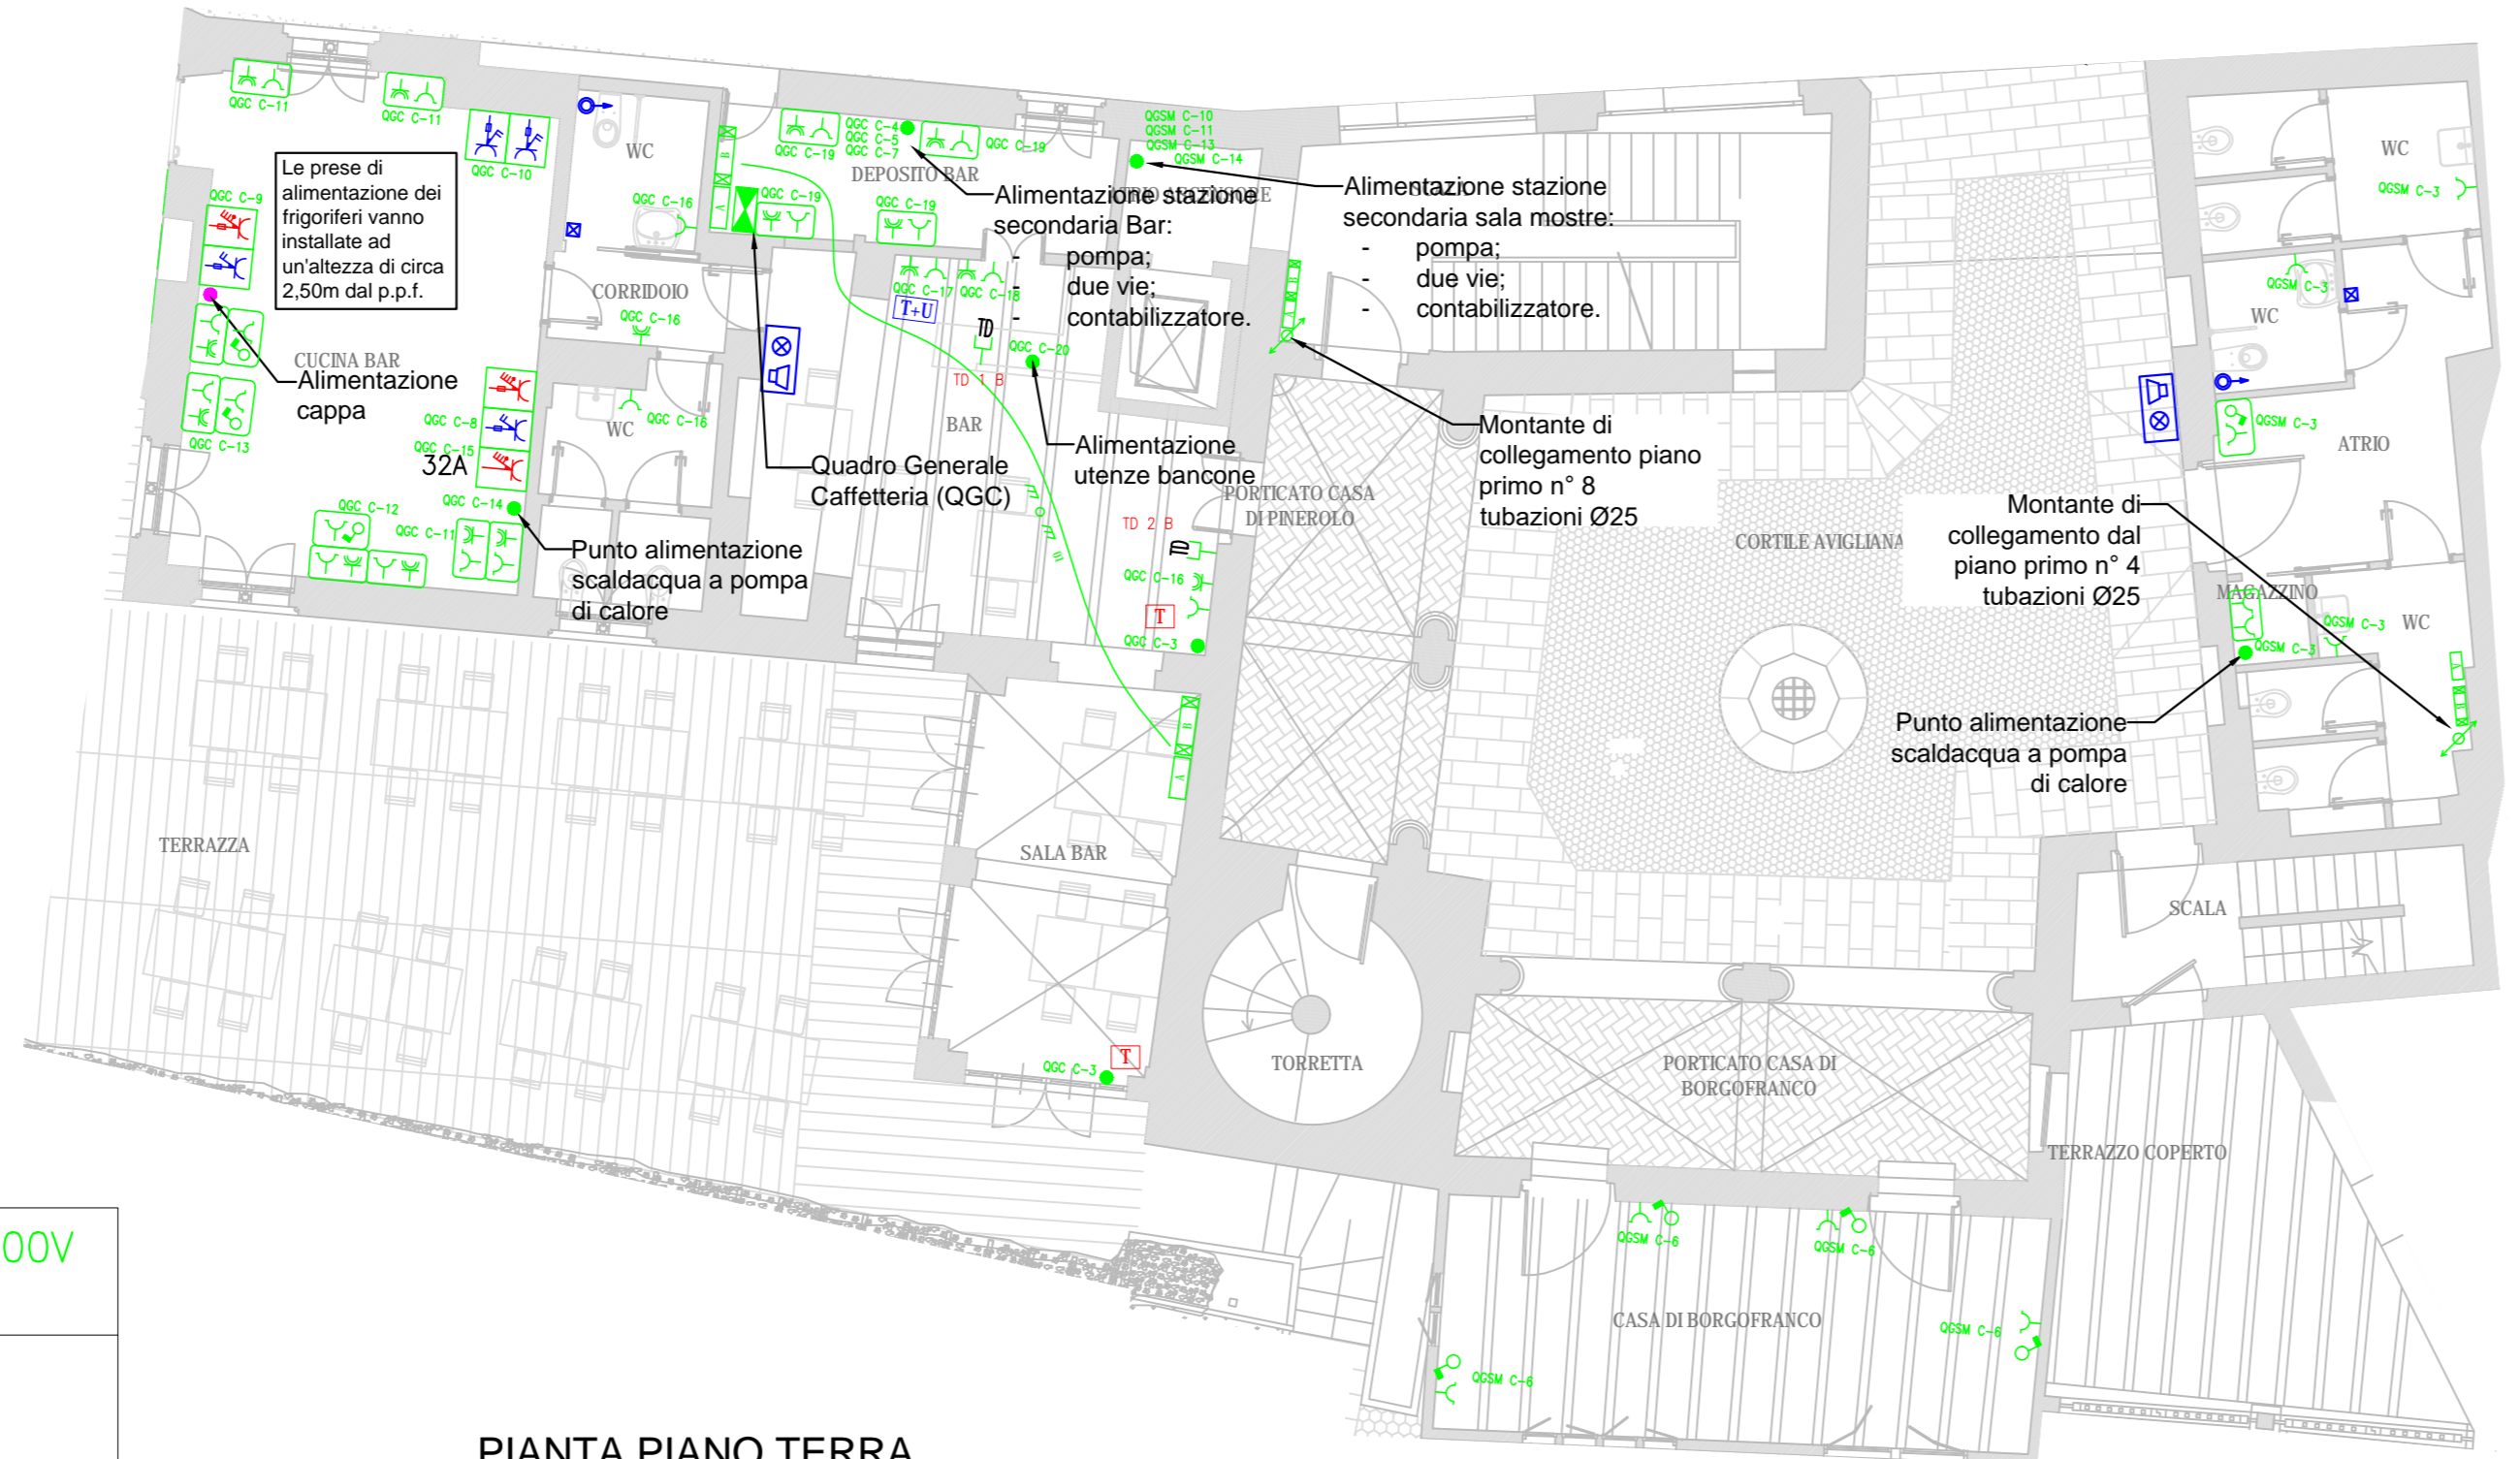 QGC C-11
QGC C-11
QGC C-10
Le prese di
alimentazione dei
frigoriferi vanno
installate ad
un'altezza di circa
2,50m dal p.p.f.
QGC C-9
CUCINA BAR
Alimentazione
cappa
QGC C-13
QGC C-8
QGC C-15
32A
QGC C-14
QGC C-12
QGC C-11
Punto alimentazione
scaldacqua a pompa
di calore
WC
QGC C-16
CORRIDOIO
QGC C-16
WC
QGC C-16
B
A
QGC C-19
QGC C-4
QGC C-5
QGC C-7
QGC C-19
DEPOSITO BAR
QGC C-19
QGC C-19
Alimentazione stazione
secondaria Bar:
- pompa;
- due vie;
- contabilizzatore.
QGC C-17
QGC C-18
T+U
TD
QGC C-20
TD 1 B
BAR
Quadro Generale
Caffetteria (QGC)
Alimentazione
utenze bancone
TD 2 B
TD
QGC C-16
T
QGC C-3
B
A
QGSM C-10
QGSM C-11
QGSM C-13
QGSM C-14
ATRIO ASCENSORE
Alimentazione stazione
secondaria sala mostre:
- pompa;
- due vie;
- contabilizzatore.
B
A
Montante di
collegamento piano
primo n° 8
tubazioni Ø25
PORTICATO CASA
DI PINEROLO
CORTILE AVIGLIANA
WC
QGSM C-3
QGSM C-3
WC
QGSM C-3
ATRIO
Montante di
collegamento dal
piano primo n° 4
tubazioni Ø25
MAGAZZINO
QGSM C-3
WC
QGSM C-3
A
B
Punto alimentazione
scaldacqua a pompa
di calore
TERRAZZA
SALA BAR
T
QGC C-3
TORRETTA
SCALA
PORTICATO CASA DI
BORGOFRANCO
TERRAZZO COPERTO
QGSM C-6
QGSM C-6
CASA DI BORGOFRANCO
QGSM C-6
QGSM C-6
00V
PIANTA PIANO TERRA